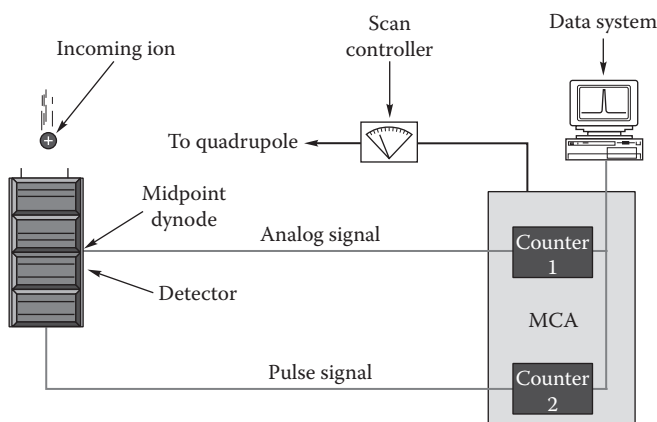 Incoming ion
Scan
controller
Data system
To quadrupole
Midpoint
dynode
Analog signal
Counter
1
Detector
MCA
Pulse signal
Counter
2